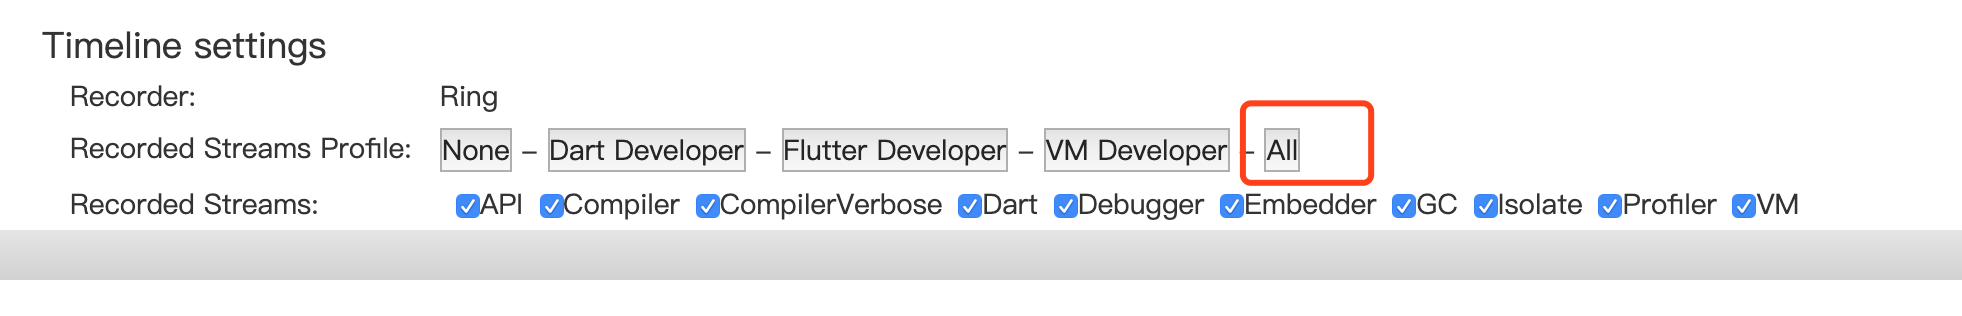 Timeline settings
Recorder: Ring
Recorded Streams Profile: None – Dart Developer – Flutter Developer – VM Developer – All
Recorded Streams: API Compiler CompilerVerbose Dart Debugger Embedder GC Isolate Profiler VM